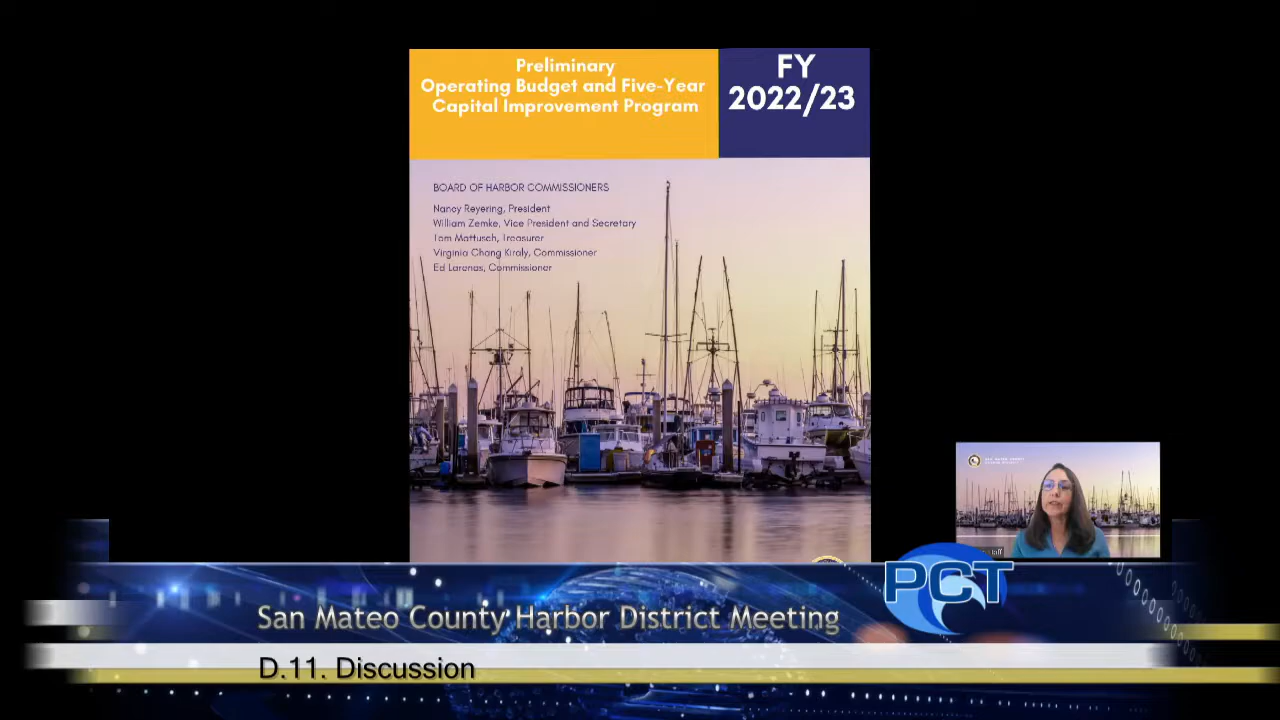 Preliminary
Operating Budget and Five-Year
Capital Improvement Program
FY
2022/23
BOARD OF HARBOR COMMISSIONERS
Nancy Reyering, President
William Zemke, Vice President and Secretary
Tom Mattusch, Treasurer
Virginia Chang Kiraly, Commissioner
Ed Larenas, Commissioner
PCT
San Mateo County Harbor District Meeting
D.11. Discussion